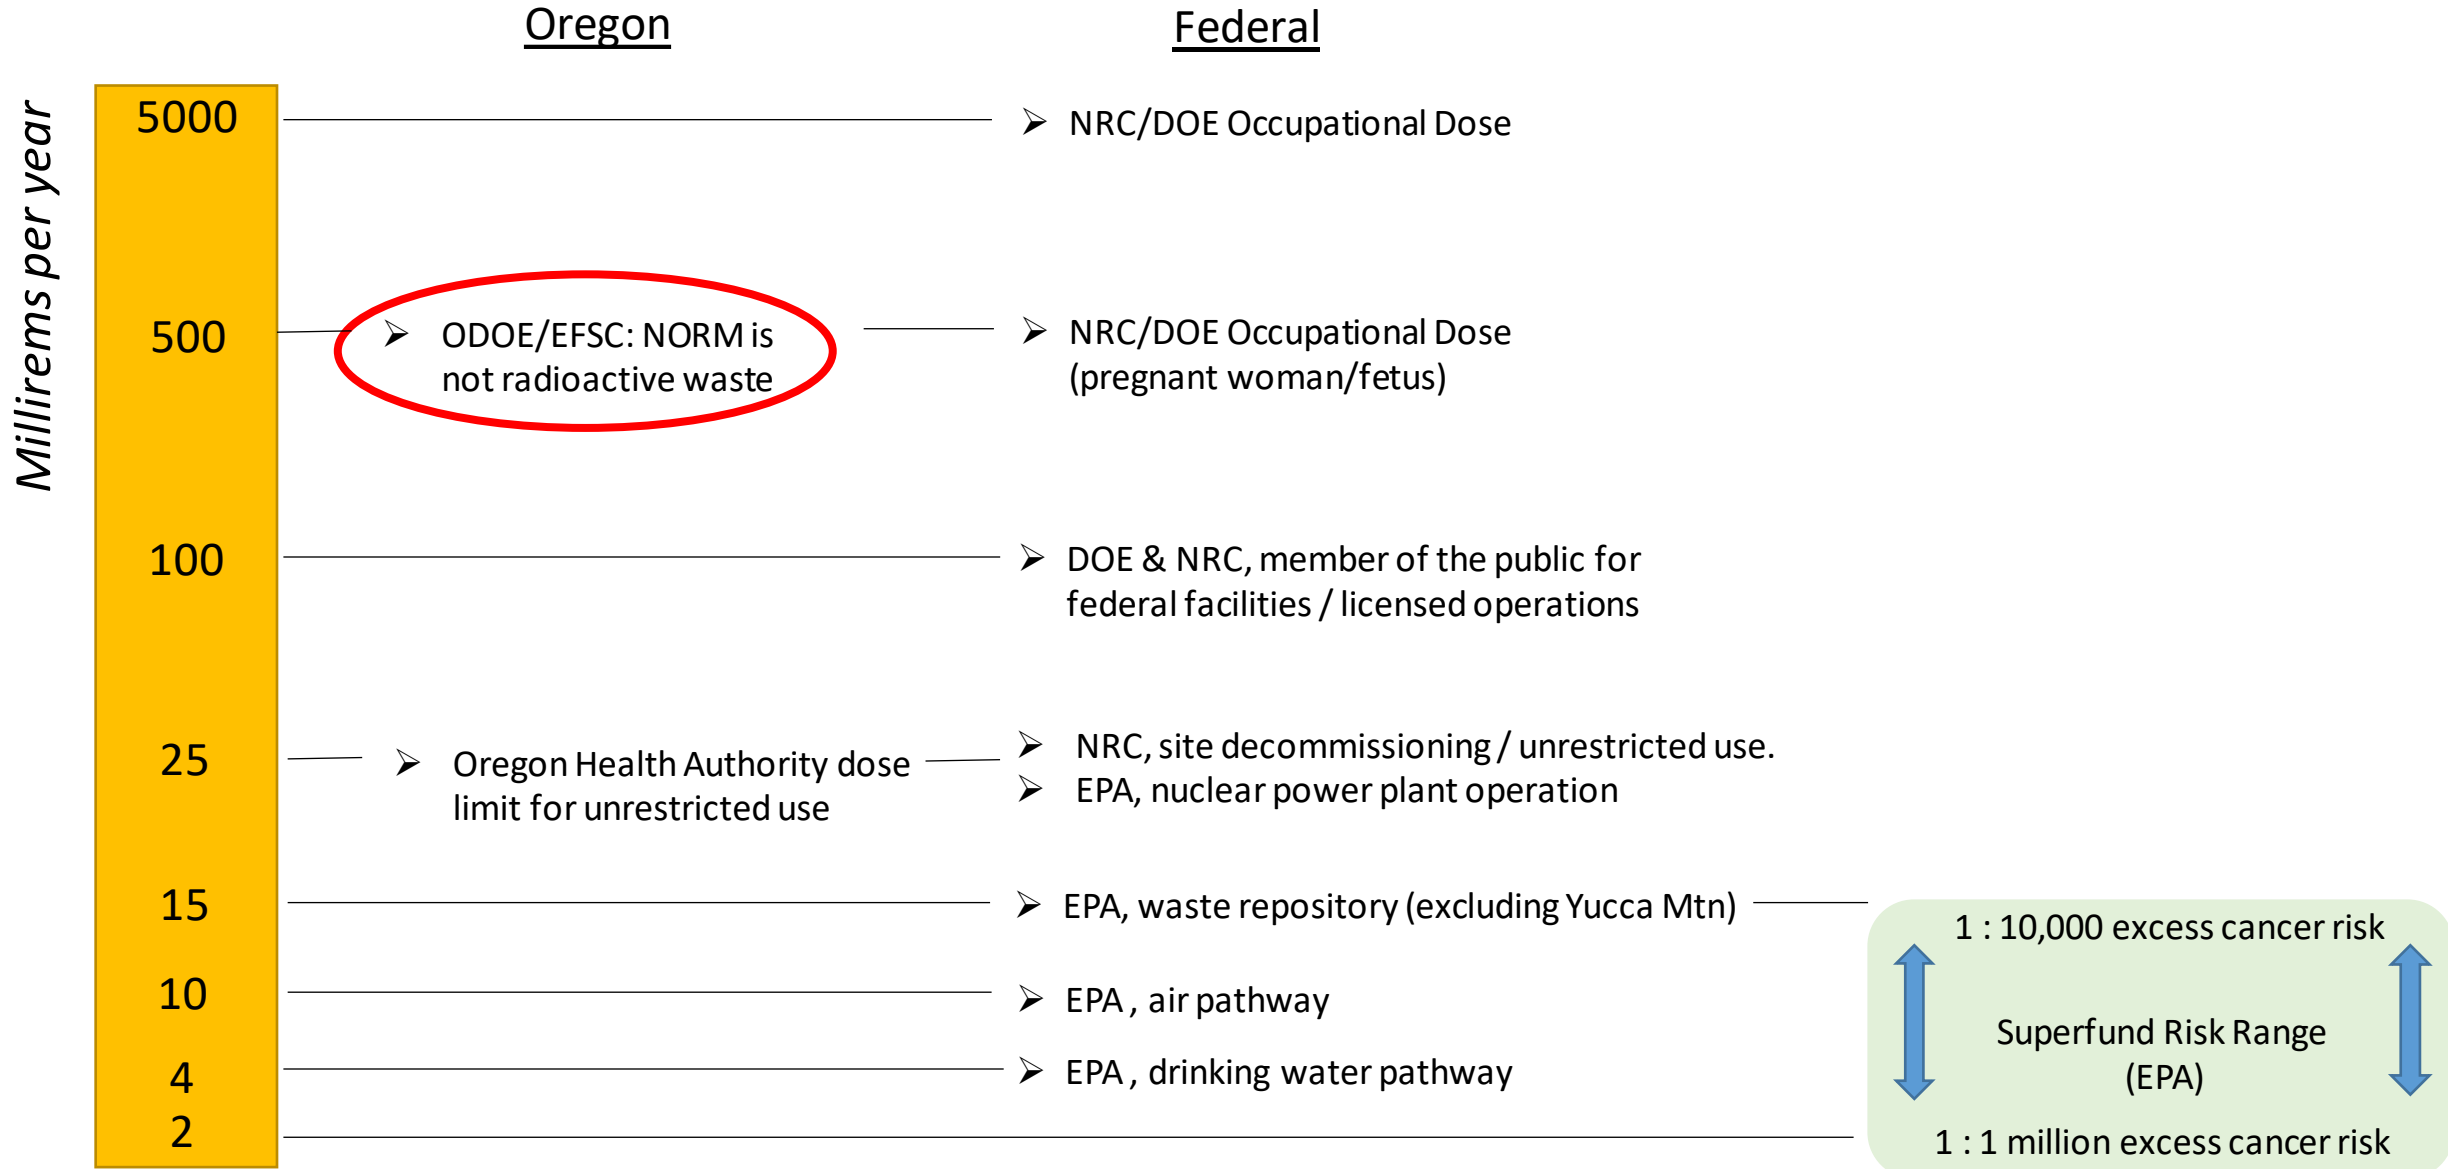 Oregon
Federal
Millirems per year
5000
NRC/DOE Occupational Dose
500
ODOE/EFSC: NORM is
not radioactive waste
NRC/DOE Occupational Dose
(pregnant woman/fetus)
100
DOE & NRC, member of the public for
federal facilities / licensed operations
25
Oregon Health Authority dose
limit for unrestricted use
NRC, site decommissioning / unrestricted use.
EPA, nuclear power plant operation
15
EPA, waste repository (excluding Yucca Mtn)
1 : 10,000 excess cancer risk
10
EPA , air pathway
Superfund Risk Range
(EPA)
4
EPA , drinking water pathway
2
1 : 1 million excess cancer risk